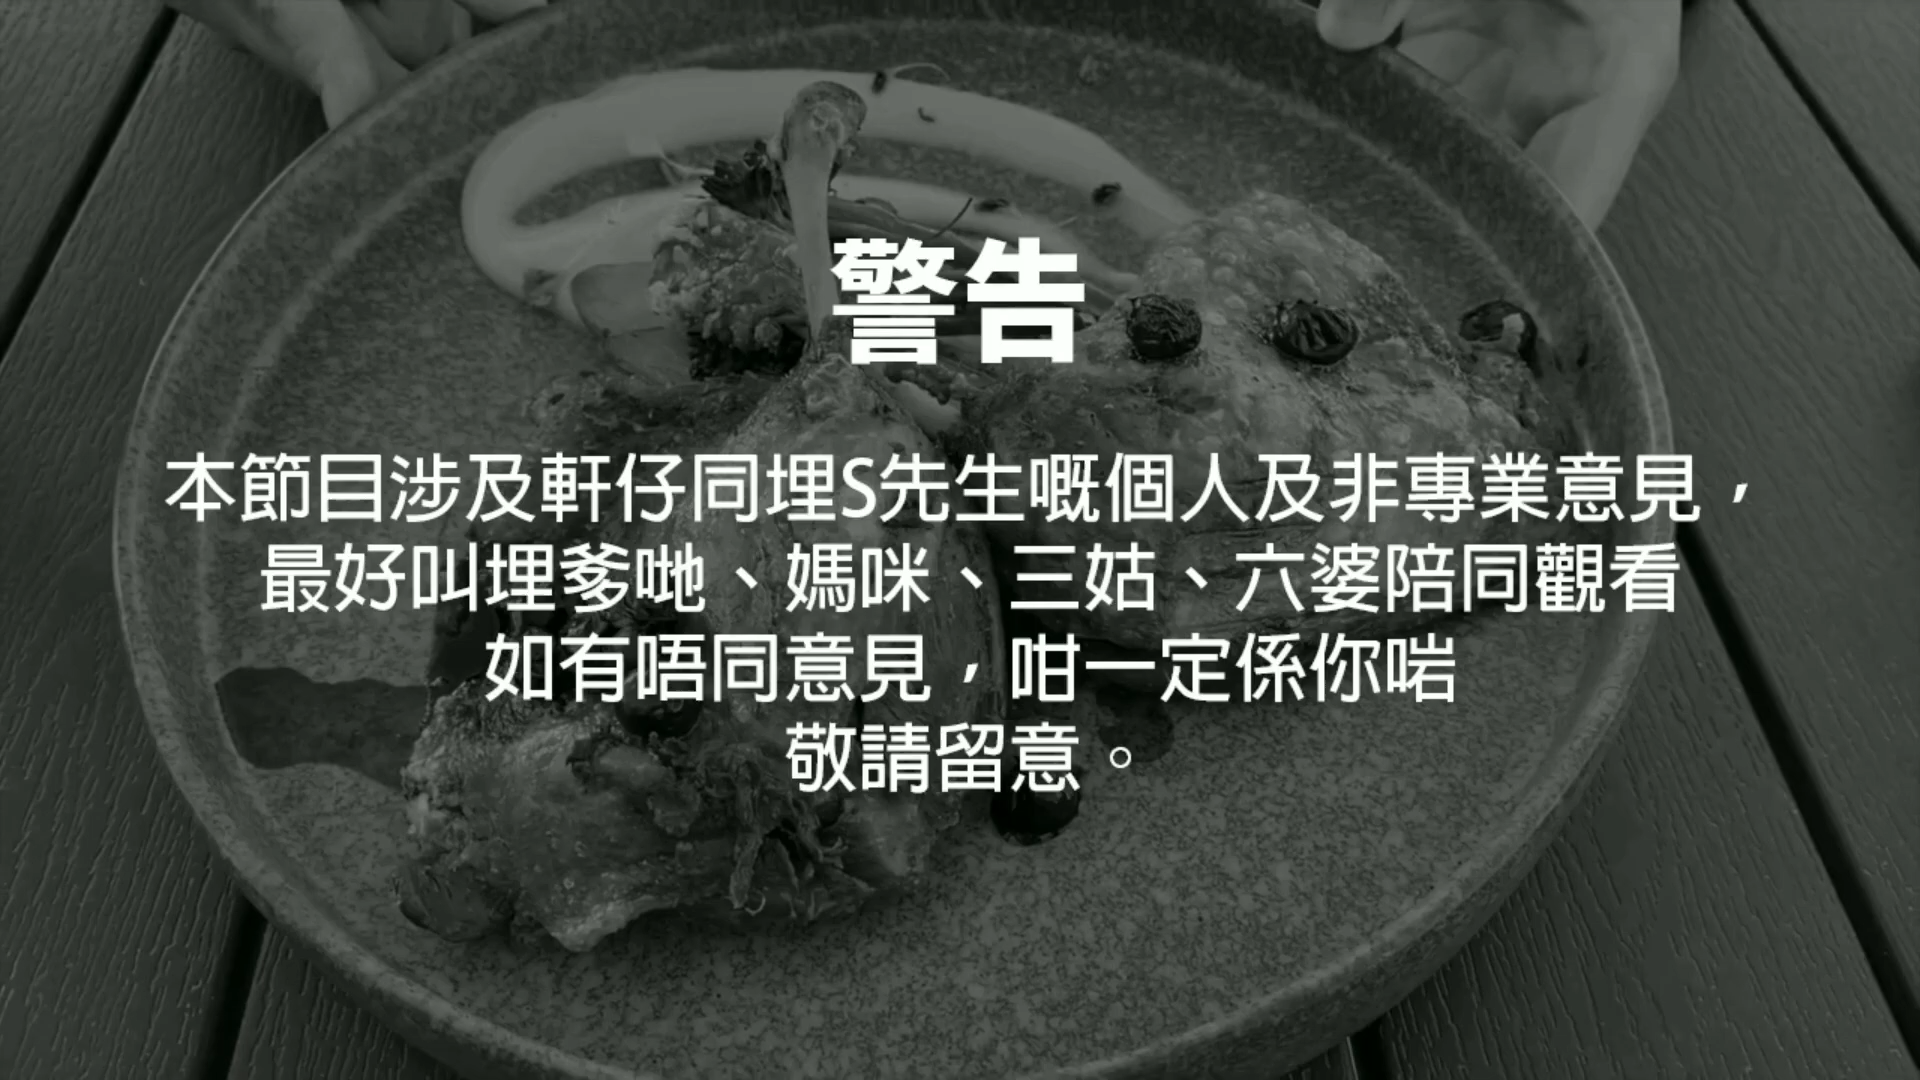 警告
本節目涉及軒仔同埋S先生嘅個人及非專業意見，
最好叫埋爹哋、媽咪、三姑、六婆陪同觀看
如有唔同意見，咁一定係你啱
敬請留意。